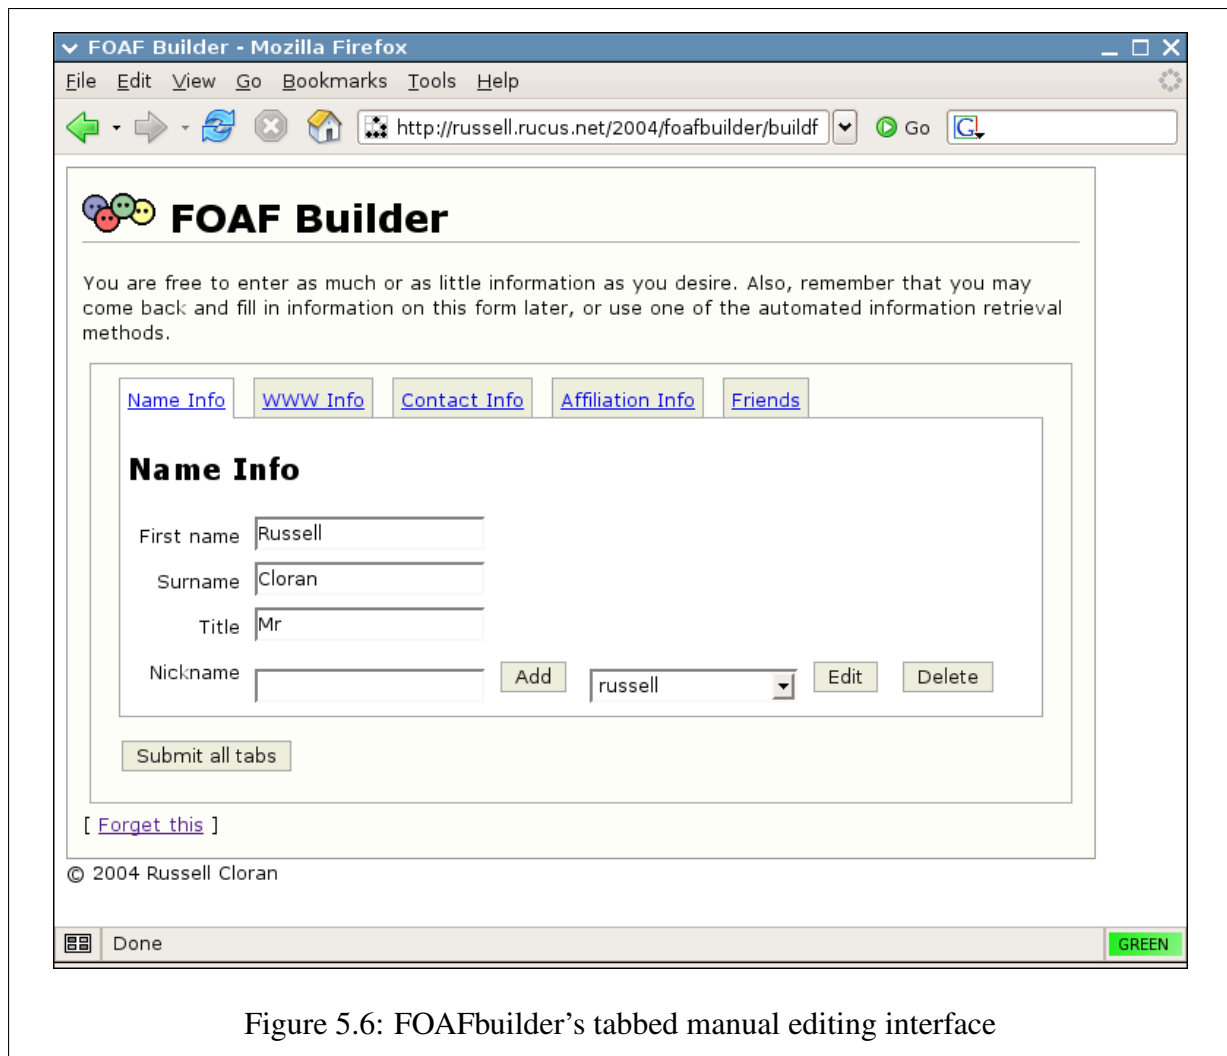 FOAF Builder - Mozilla Firefox
File Edit View Go Bookmarks Tools Help
http://russell.rucus.net/2004/foafbuilder/buildf Go G
FOAF Builder
You are free to enter as much or as little information as you desire. Also, remember that you may
come back and fill in information on this form later, or use one of the automated information retrieval
methods.
Name Info WWW Info Contact Info Affiliation Info Friends
Name Info
First name Russell
Surname Cloran
Title Mr
Nickname Add russell Edit Delete
Submit all tabs
[ Forget this ]
© 2004 Russell Cloran
Done GREEN
Figure 5.6: FOAFbuilder's tabbed manual editing interface